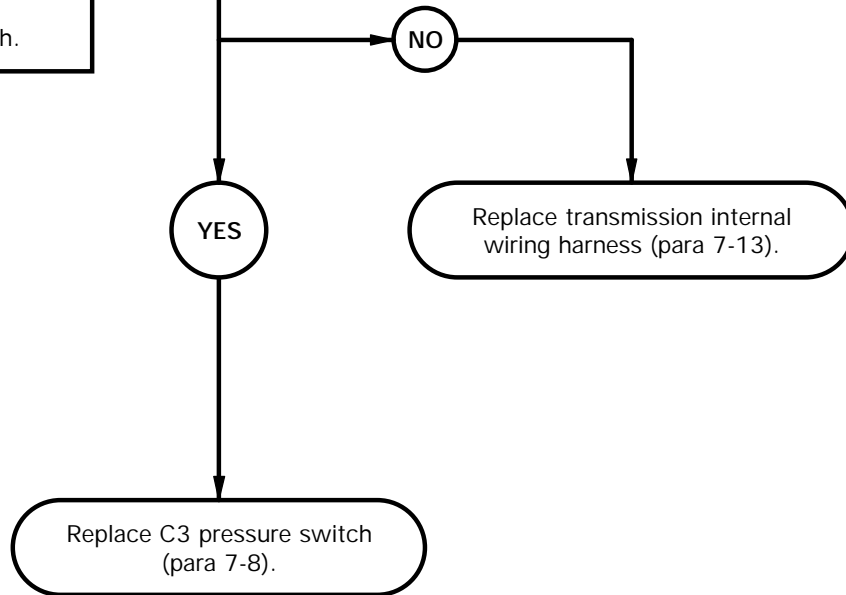 h.
NO
YES
Replace transmission internal
wiring harness (para 7-13).
Replace C3 pressure switch
(para 7-8).